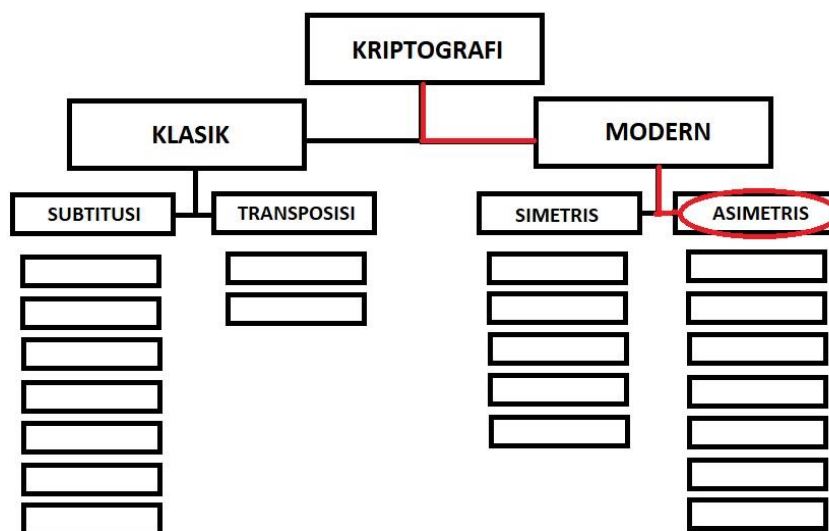 KRIPTOGRAFI
KLASIK
MODERN
SUBTITUSI
TRANSPOSISI
SIMETRIS
ASIMETRIS